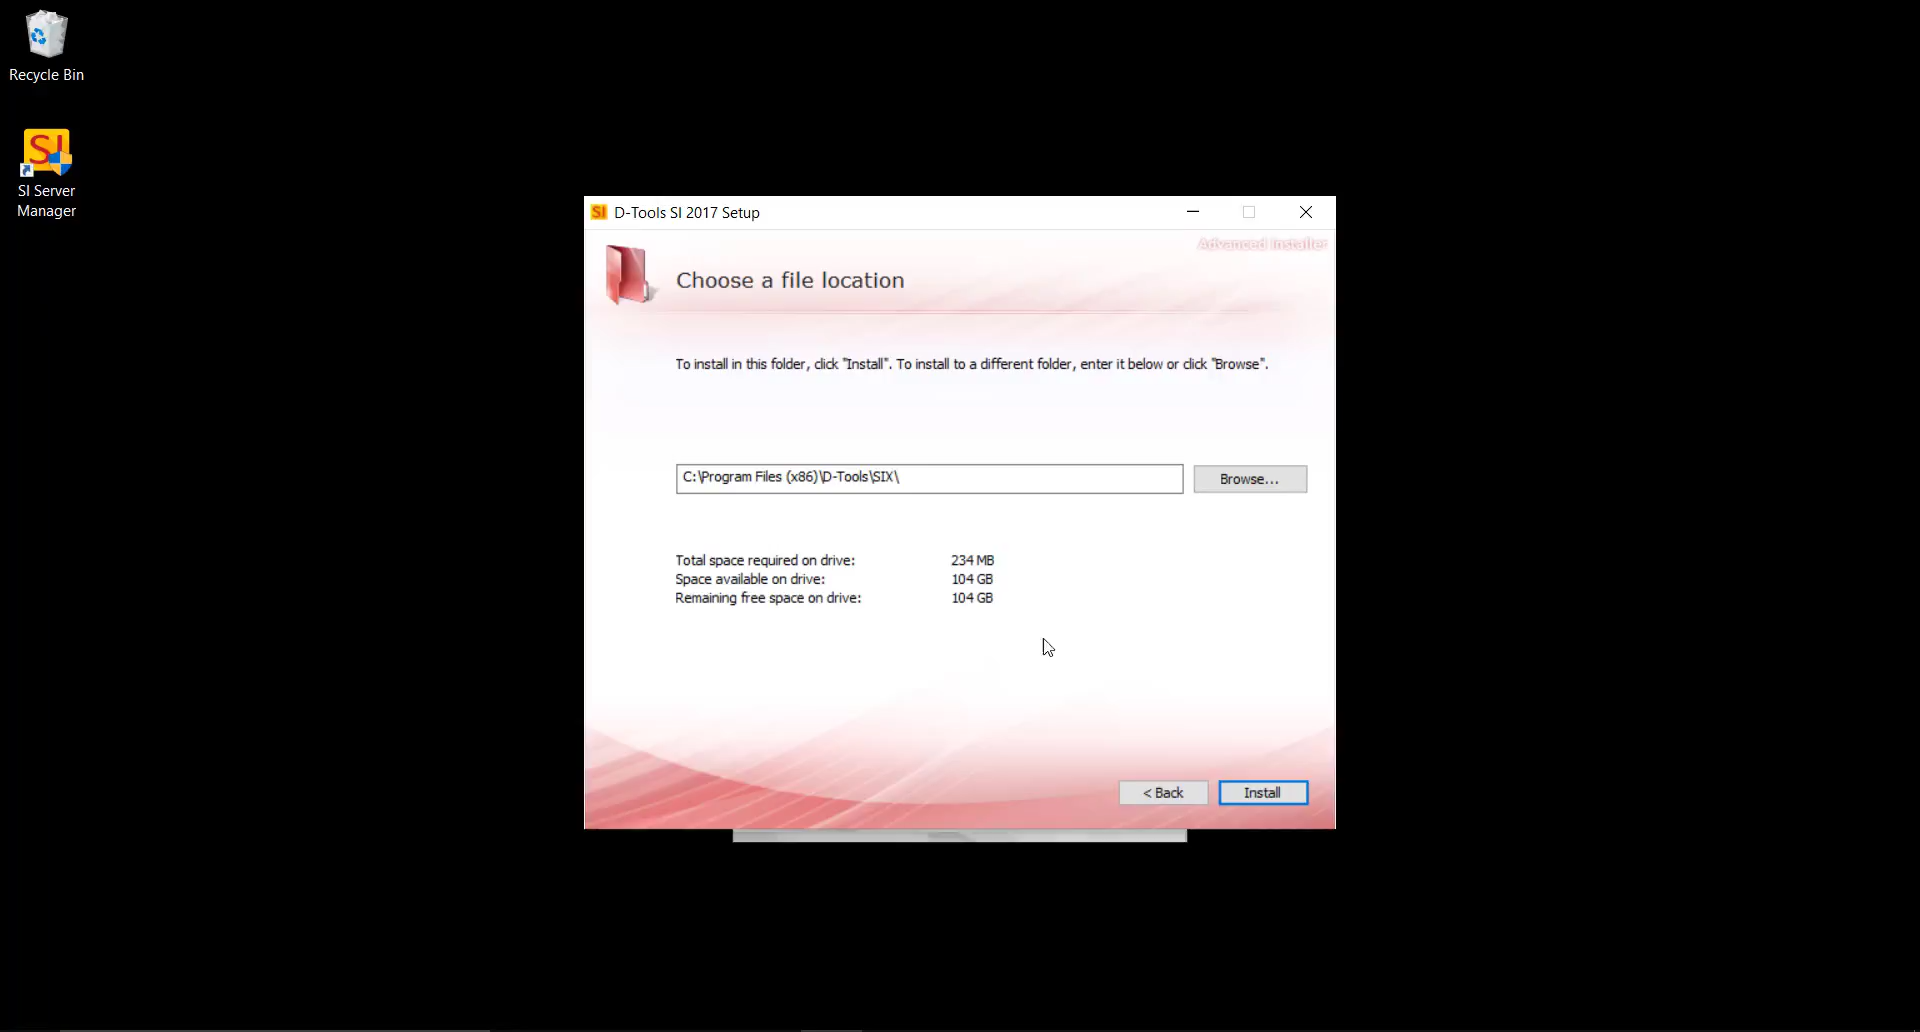 Recycle Bin
SI
SI Server
Manager
SI D-Tools SI 2017 Setup
Advanced Installer
Choose a file location
To install in this folder, click "Install". To install to a different folder, enter it below or click "Browse".
C:\Program Files (x86)\D-Tools\SIX\
Browse...
Total space required on drive: 234 MB
Space available on drive: 104 GB
Remaining free space on drive: 104 GB
< Back
Install